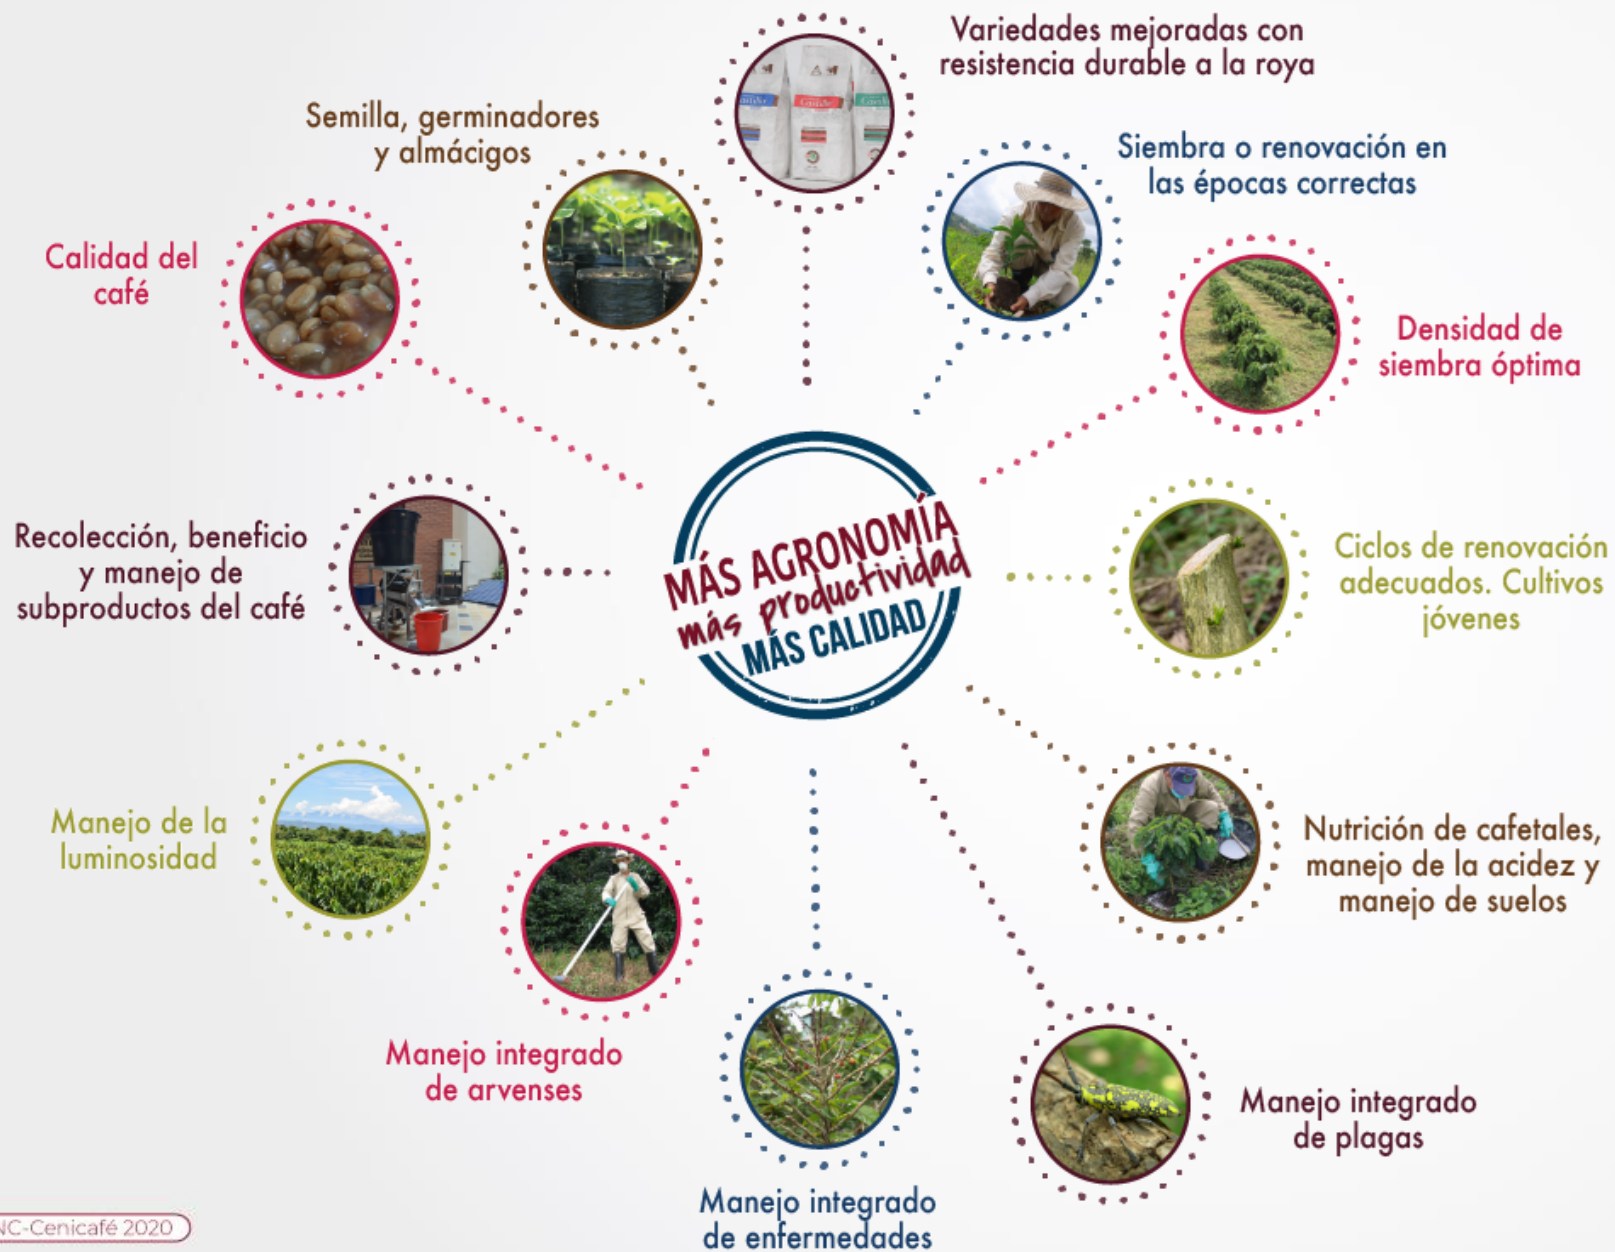 Variedades mejoradas con
resistencia durable a la roya
Semilla, germinadores
y almácigos
Siembra o renovación en
las épocas correctas
Calidad del
café
Densidad de
siembra óptima
MÁS AGRONOMÍA
más productividad
MÁS CALIDAD
Recolección, beneficio
y manejo de
subproductos del café
Ciclos de renovación
adecuados. Cultivos
jóvenes
Manejo de la
luminosidad
Nutrición de cafetales,
manejo de la acidez y
manejo de suelos
Manejo integrado
de arvenses
Manejo integrado
de plagas
Manejo integrado
de enfermedades
NC-Cenicafé 2020